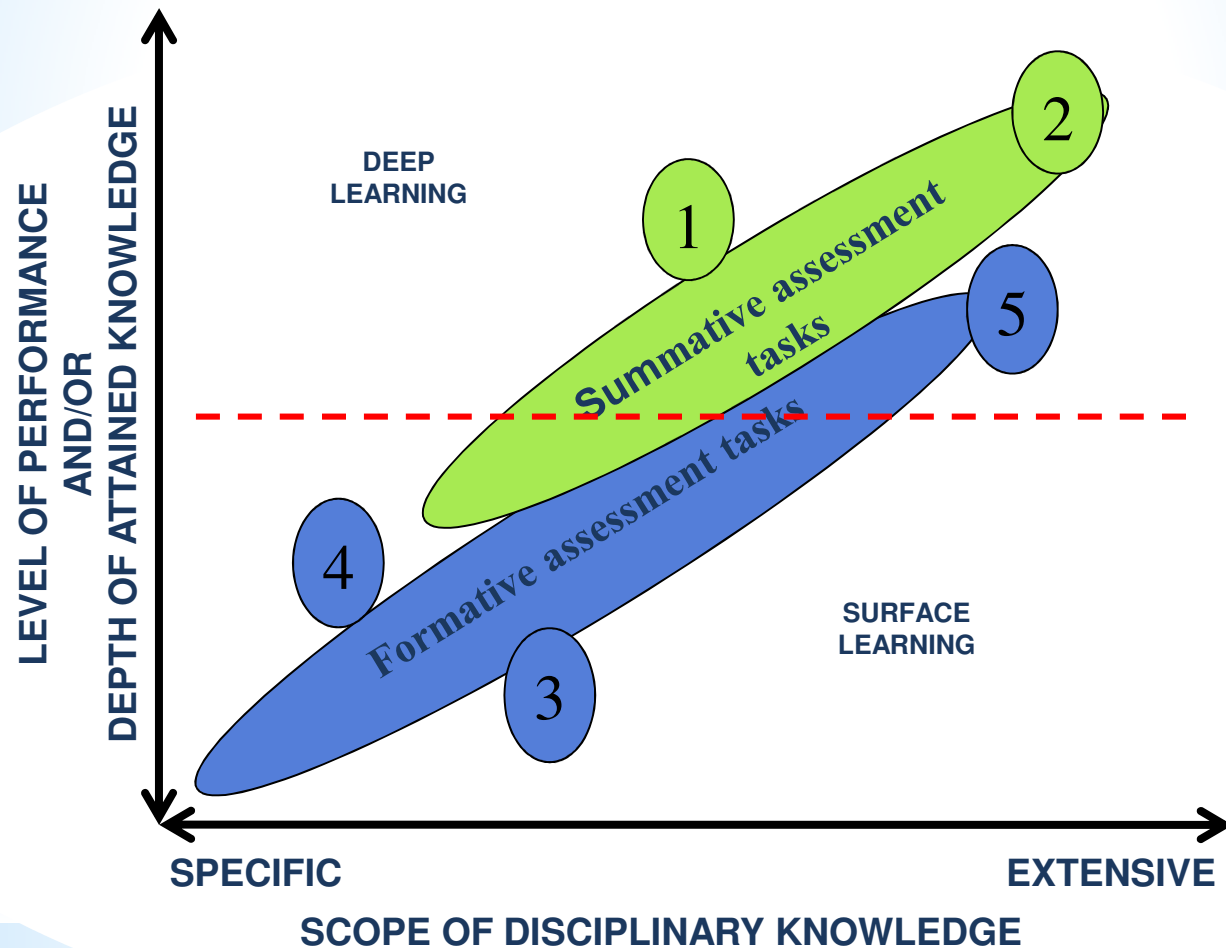 LEVEL OF PERFORMANCE
AND/OR
DEPTH OF ATTAINED KNOWLEDGE
DEEP
LEARNING
1
2
Summative assessment
tasks
5
Formative assessment tasks
4
3
SURFACE
LEARNING
SPECIFIC
EXTENSIVE
SCOPE OF DISCIPLINARY KNOWLEDGE